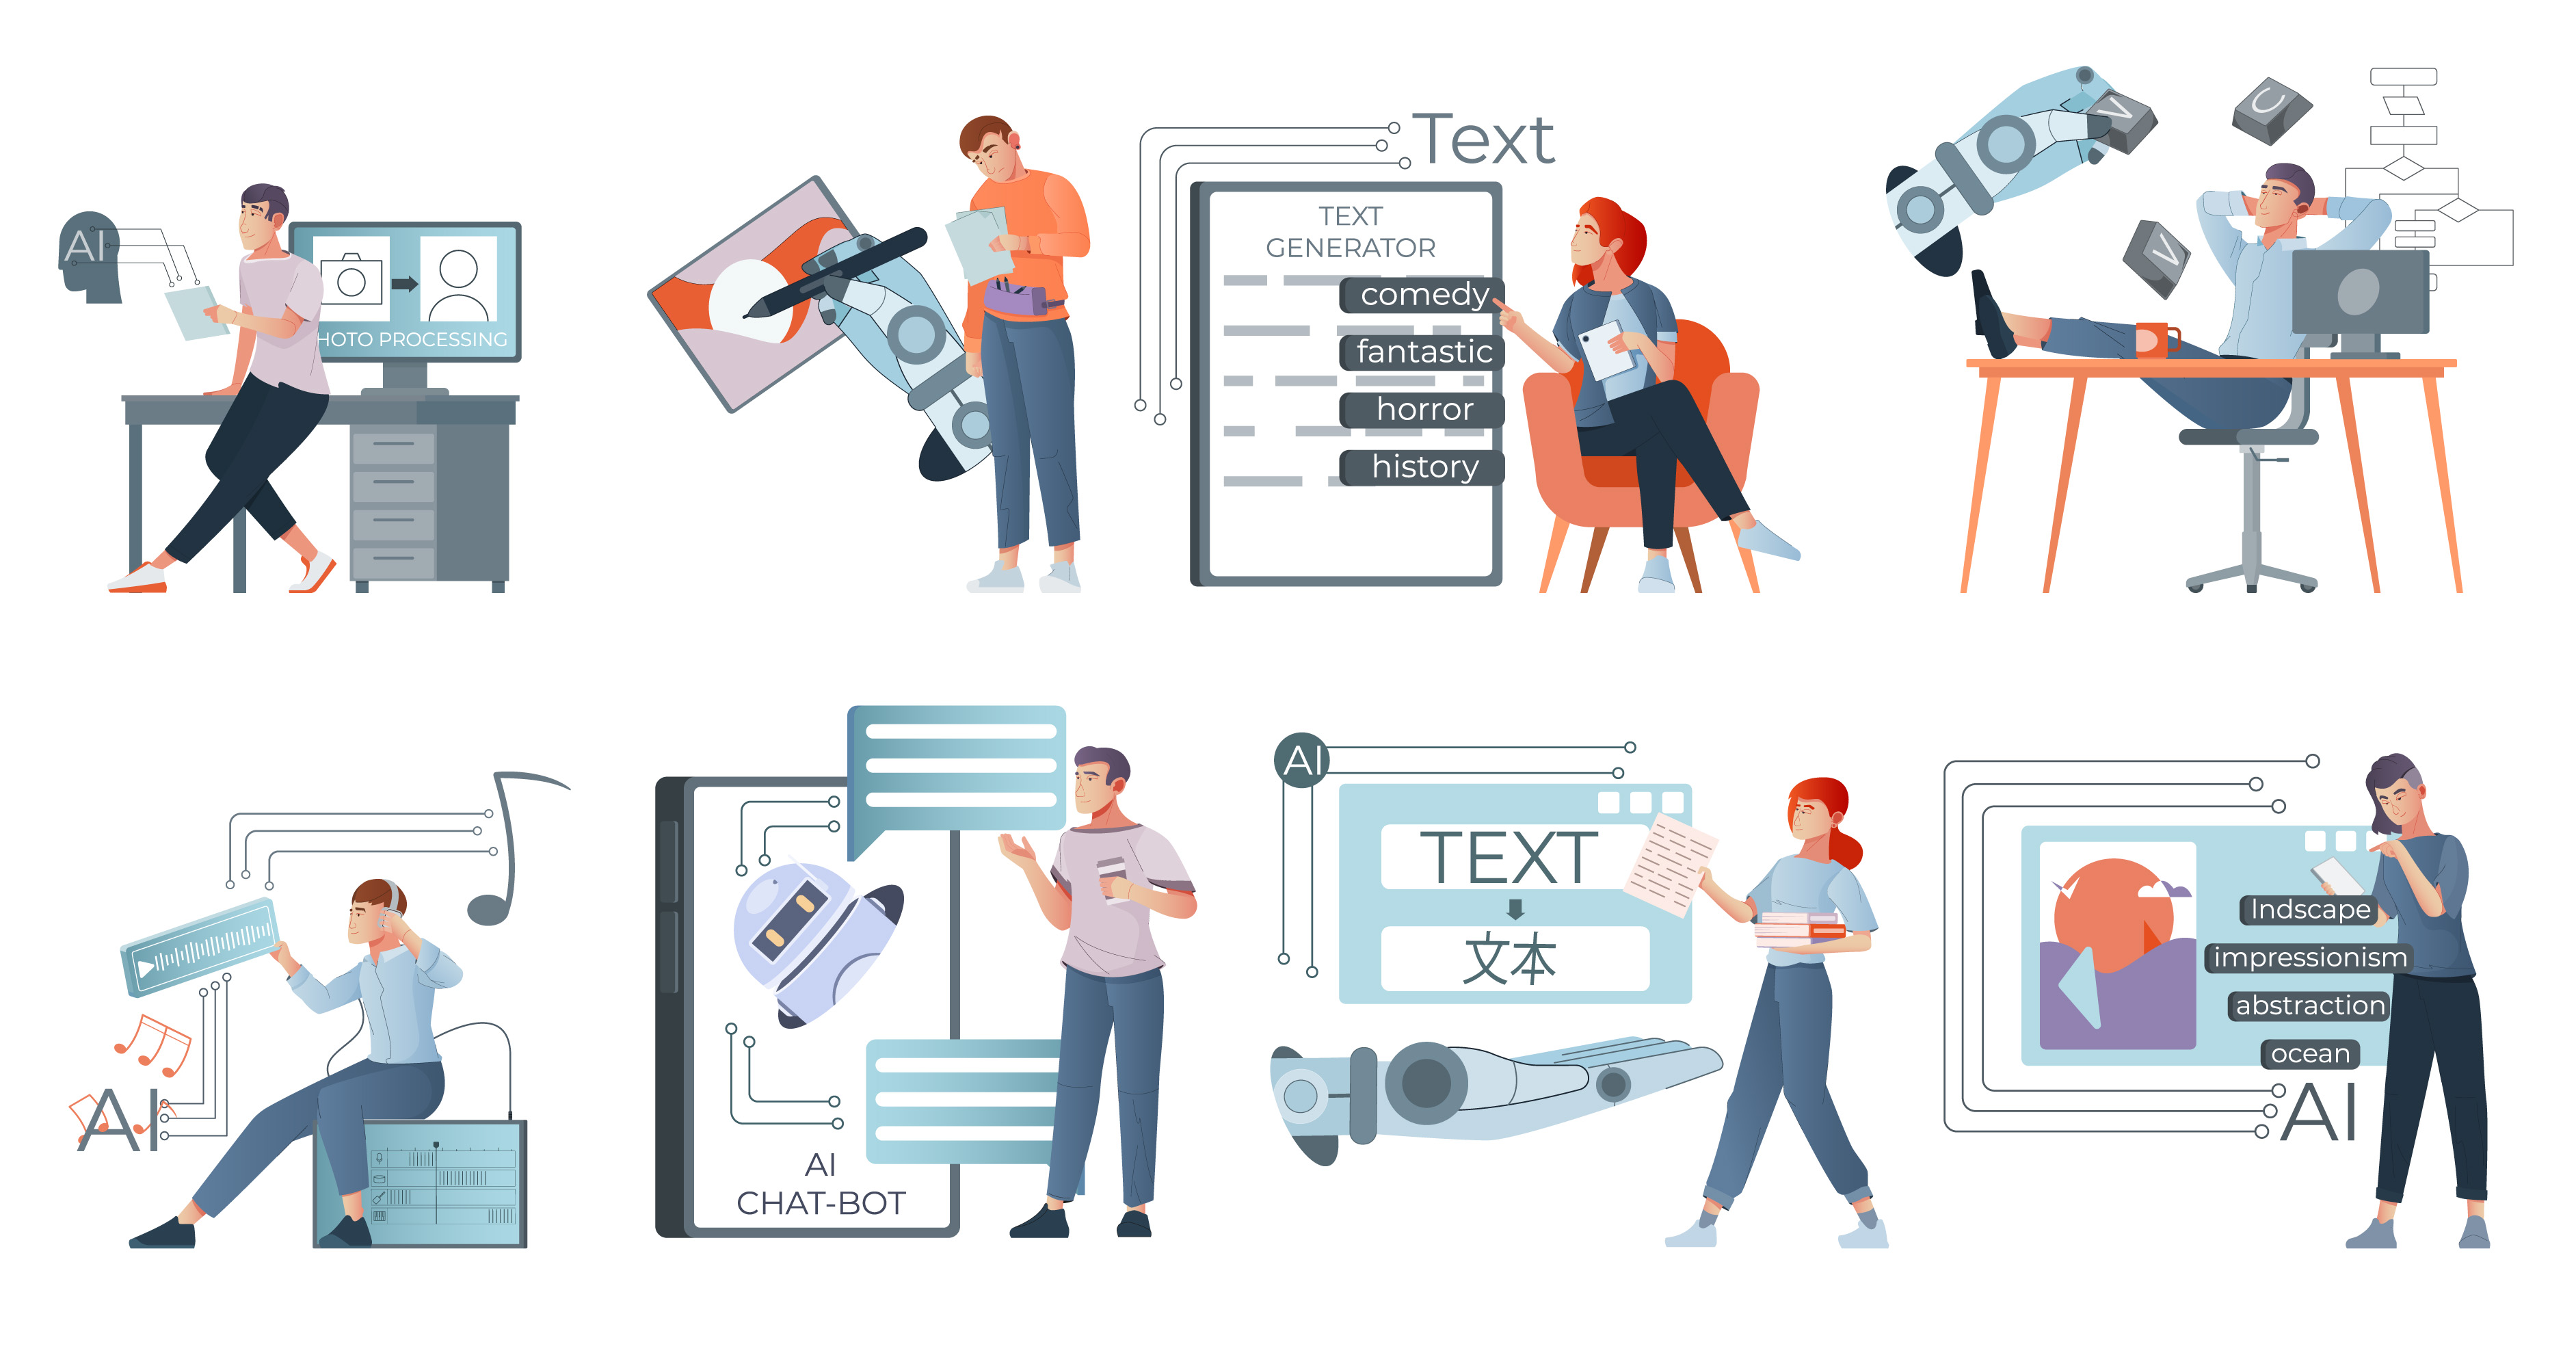 AI
HOTO PROCESSING
Text
TEXT
GENERATOR
comedy
fantastic
horror
history
V
C
V
AI
AI
CHAT-BOT
AI
TEXT
文本
lndscape
impressionism
abstraction
ocean
AI